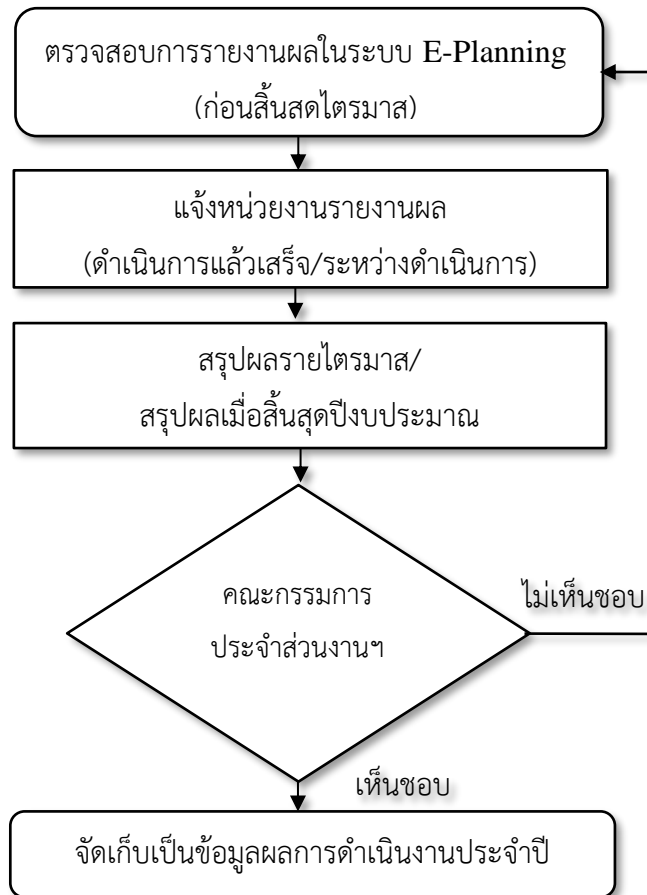 ตรวจสอบการรายงานผลในระบบ E-Planning
(ก่อนสิ้นสดไตรมาส)
แจ้งหน่วยงานรายงานผล
(ดำเนินการแล้วเสร็จ/ระหว่างดำเนินการ)
สรุปผลรายไตรมาส/
สรุปผลเมื่อสิ้นสุดปีงบประมาณ
คณะกรรมการ
ประจำส่วนงานฯ
ไม่เห็นชอบ
เห็นชอบ
จัดเก็บเป็นข้อมูลผลการดำเนินงานประจำปี